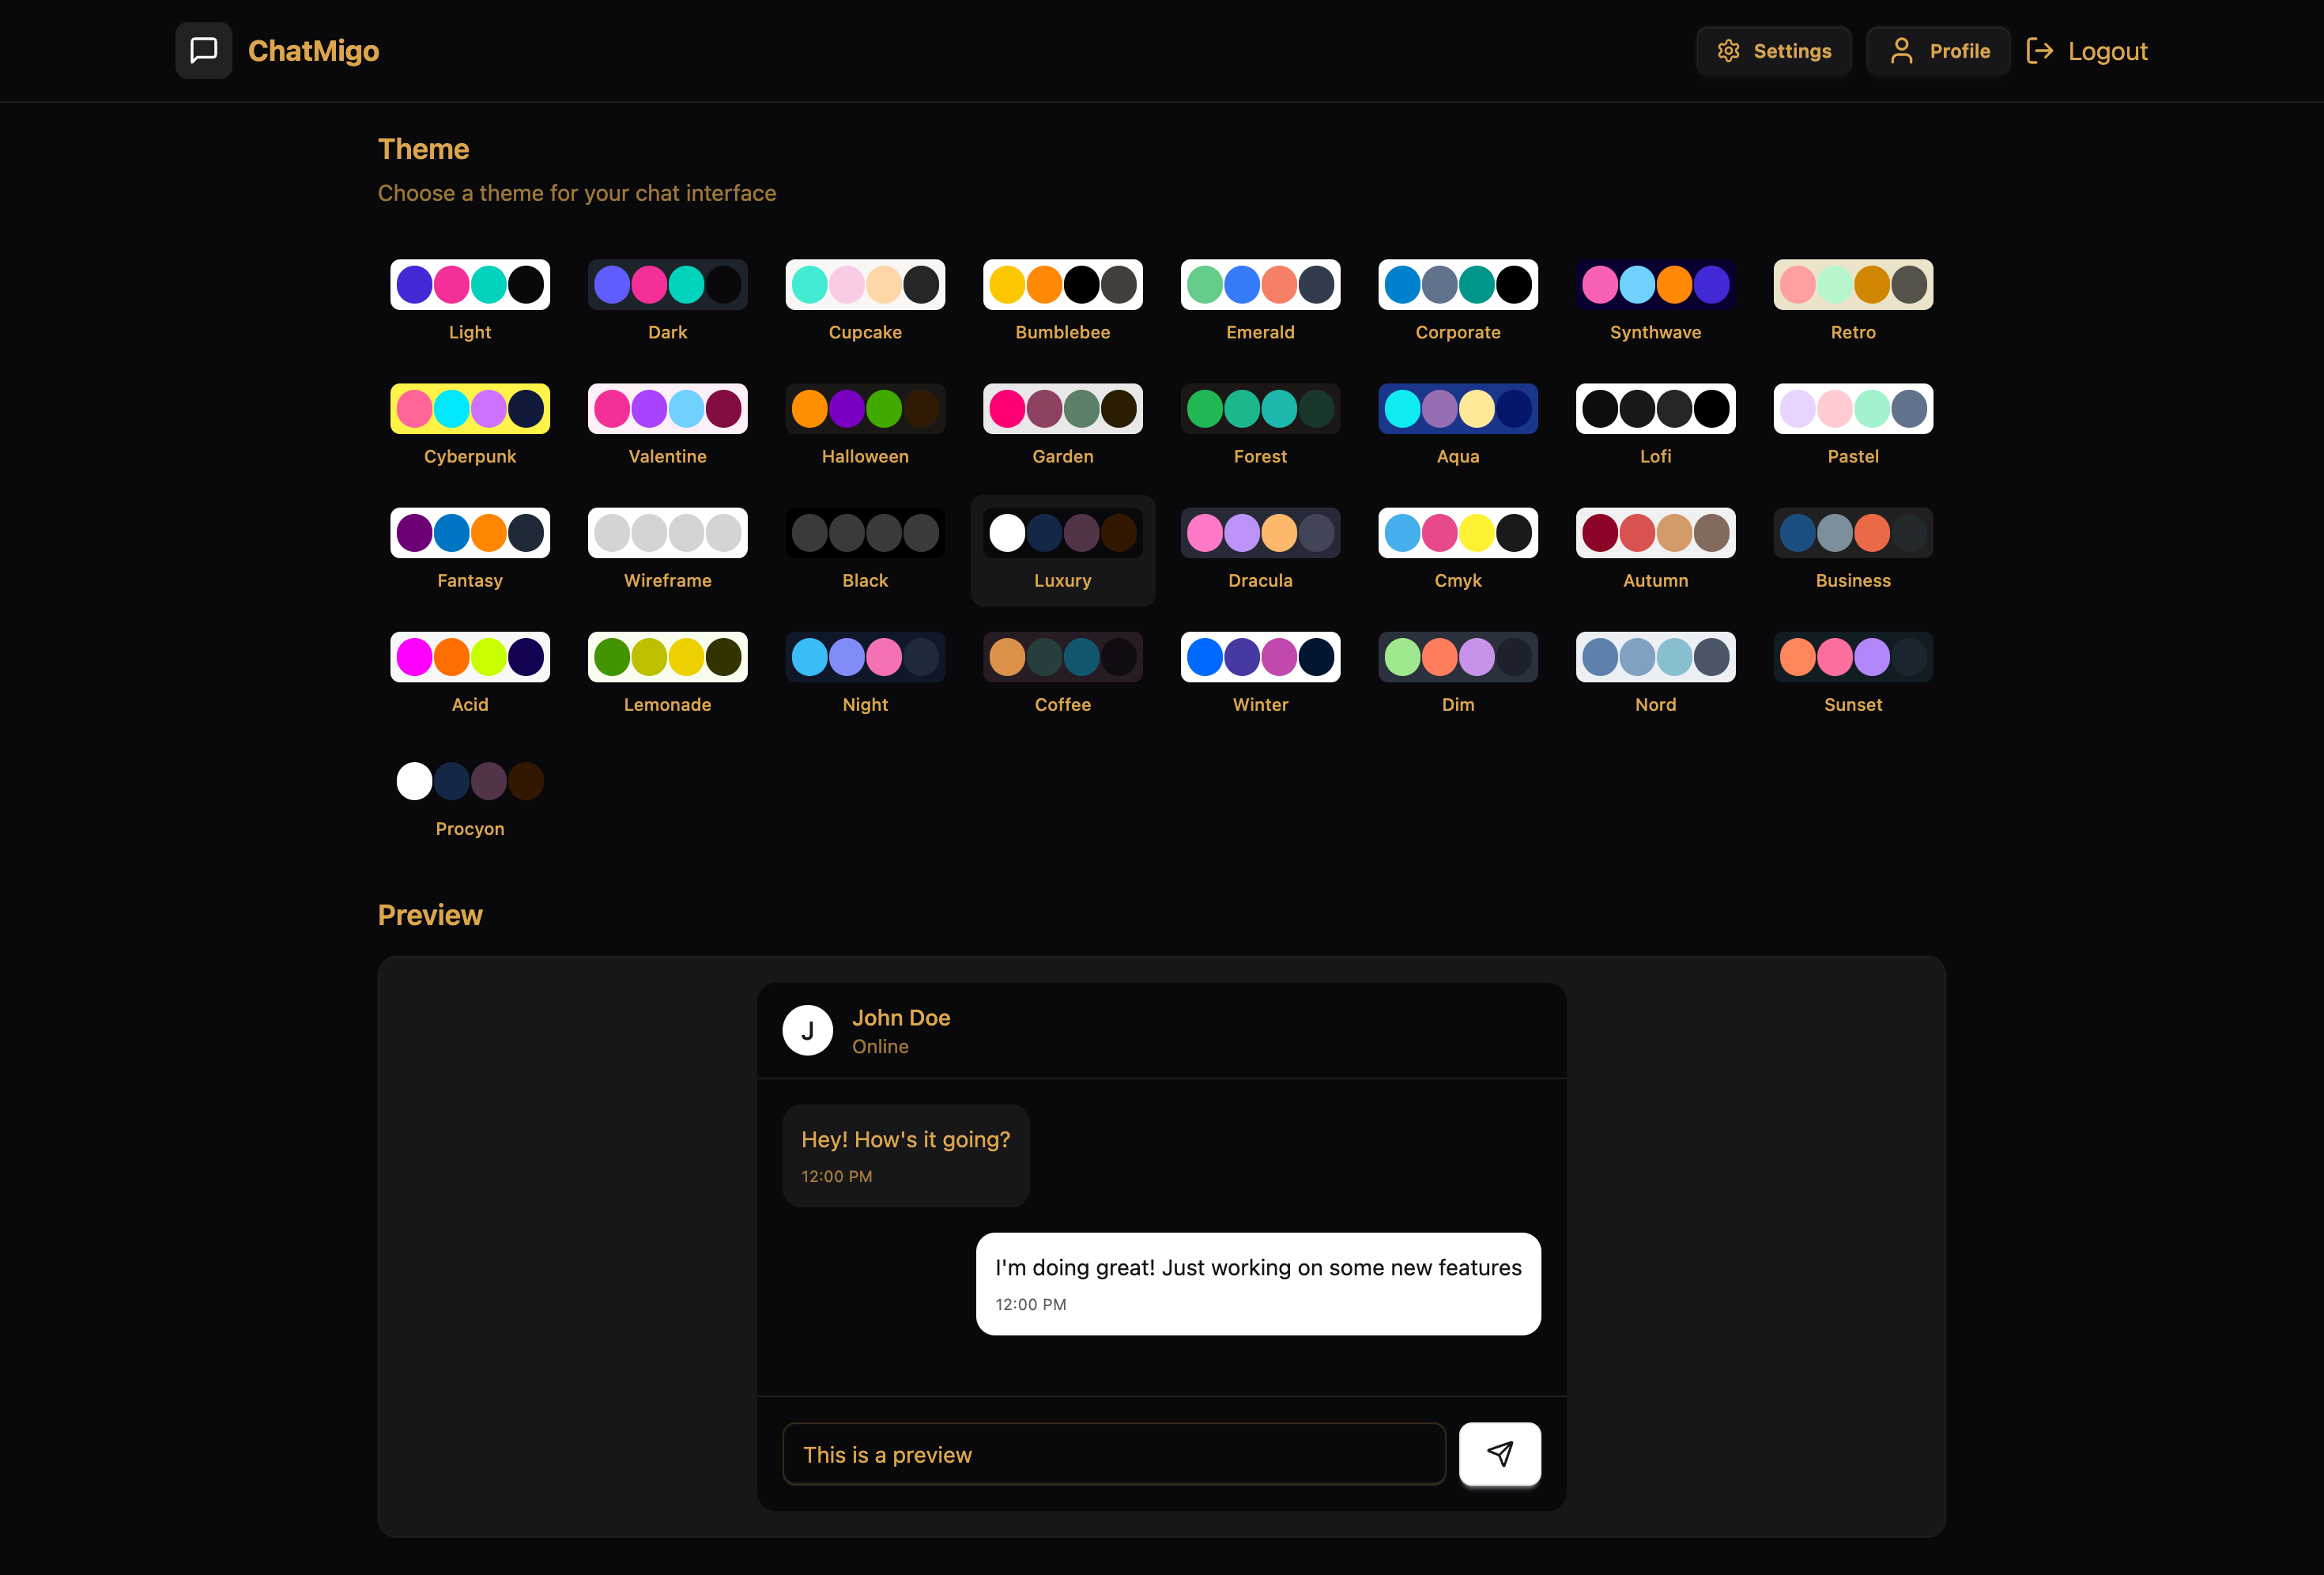 ChatMigo
Settings
Profile
Logout
Theme
Choose a theme for your chat interface
Light
Dark
Cupcake
Bumblebee
Emerald
Corporate
Synthwave
Retro
Cyberpunk
Valentine
Halloween
Garden
Forest
Aqua
Lofi
Pastel
Fantasy
Wireframe
Black
Luxury
Dracula
Cmyk
Autumn
Business
Acid
Lemonade
Night
Coffee
Winter
Dim
Nord
Sunset
Procyon
Preview
J
John Doe
Online
Hey! How's it going?
12:00 PM
I'm doing great! Just working on some new features
12:00 PM
This is a preview